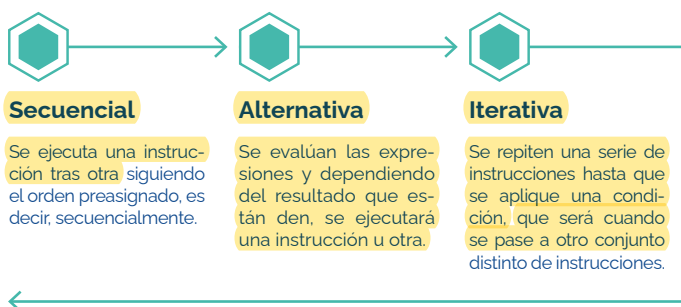 Secuencial
Se ejecuta una instruc-
ción tras otra siguiendo
el orden preasignado, es
decir, secuencialmente.
Alternativa
Se evalúan las expre-
siones y dependiendo
del resultado que es-
tán den, se ejecutará
una instrucción u otra.
Iterativa
Se repiten una serie de
instrucciones hasta que
se aplique una condi-
ción, que será cuando
se pase a otro conjunto
distinto de instrucciones.